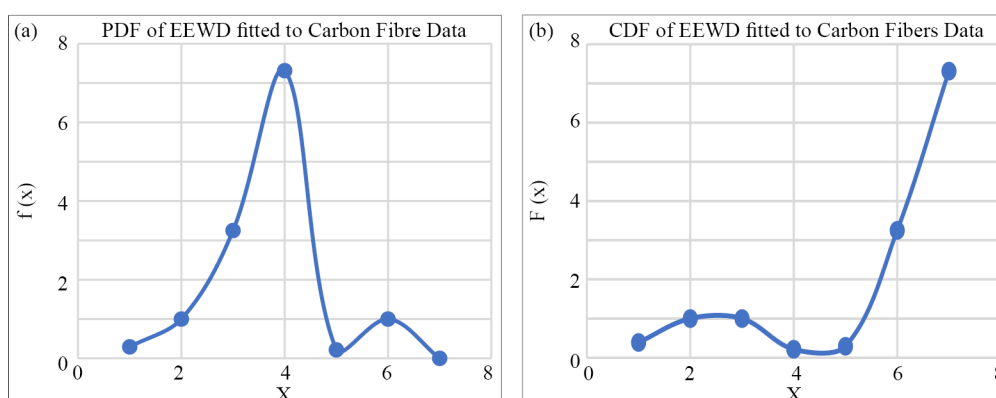 (a) PDF of EEWD fitted to Carbon Fibre Data
8
6
4
2
0
f (x)
0 2 4 6 8
X
(b) CDF of EEWD fitted to Carbon Fibers Data
8
6
4
2
0
F (x)
0 2 4 6 8
X